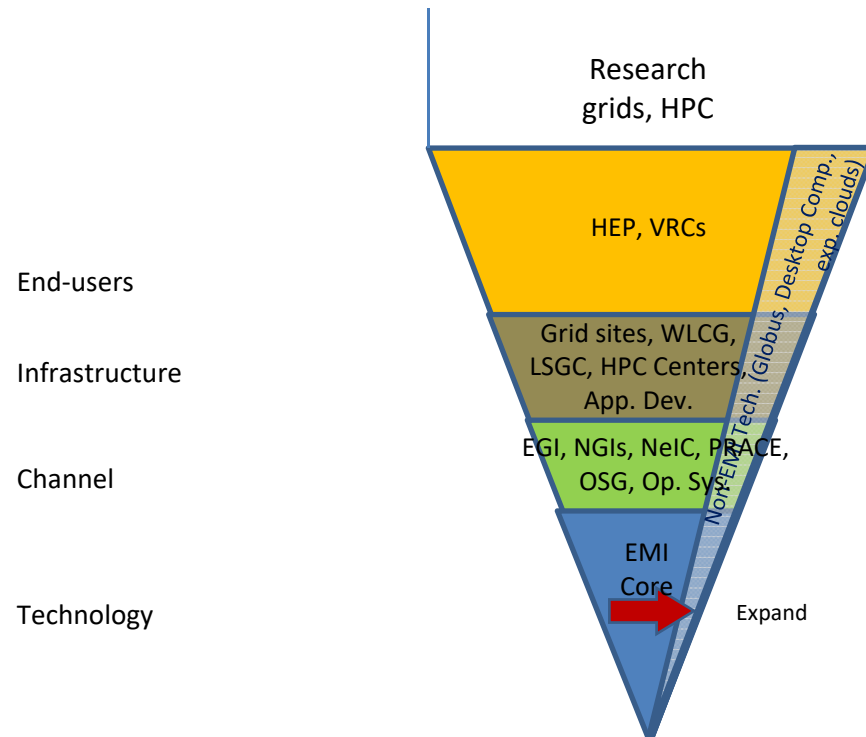 Research
grids, HPC
HEP, VRCs
End-users
Grid sites, WLCG,
LSGC, HPC Centers,
App. Dev.
Infrastructure
EGI, NGIs, NeIC, PRACE,
OSG, Op. Sys.
Channel
EMI
Core
Technology
Expand
Non-EMI Tech. (Globus, Desktop Comp.,
exp. clouds)